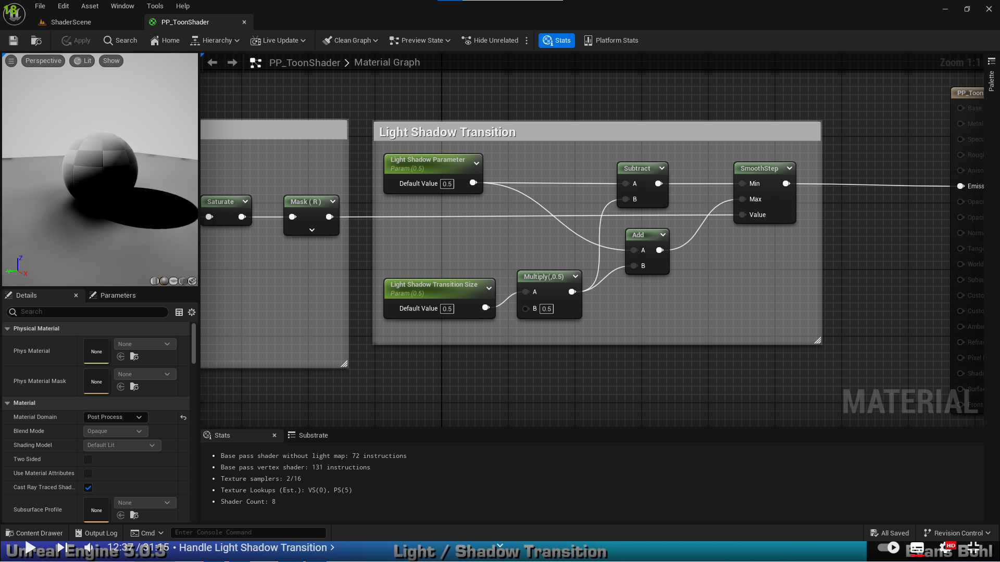 File Edit Asset Window Tools Help
18
ShaderScene
PP_ToonShader
Apply Search Home Hierarchy Live Update Clean Graph Preview State Hide Unrelated Stats Platform Stats
Perspective Lit Show
PP_ToonShader > Material Graph
Zoom 1:1
Palette
PP_Toon
Base
Metal
Specu
Roug
Aniso
Emiss
Opaci
Opaci
Norma
Tange
World
Subsu
Custo
Custo
Ambie
Refra
Pixel
Shadi
Surfac
Front
Light Shadow Transition
Light Shadow Parameter
Param (0.5)
Default Value 0.5
Subtract
A
B
SmoothStep
Min
Max
Value
Saturate
Mask ( R )
Add
A
B
Light Shadow Transition Size
Param (0.5)
Default Value 0.5
Multiply(,0.5)
A
B 0.5
MATERIAL
Z
Y
X
Details
Parameters
Search
Physical Material
Phys Material
None
None
Phys Material Mask
None
None
Material
Material Domain Post Process
Blend Mode Opaque
Shading Model Default Lit
Two Sided
Use Material Attributes
Cast Ray Traced Shad...
Subsurface Profile
None
None
Stats
Substrate
Base pass shader without light map: 72 instructions
Base pass vertex shader: 131 instructions
Texture samplers: 2/16
Texture Lookups (Est.): VS(0), PS(5)
Shader Count: 8
Content Drawer Output Log Cmd Enter Console Command All Saved Revision Control
Unreal Engine 5.0.3
12:37 / 31:15 • Handle Light Shadow Transition >
Light / Shadow Transition
HD
Evans Bohl